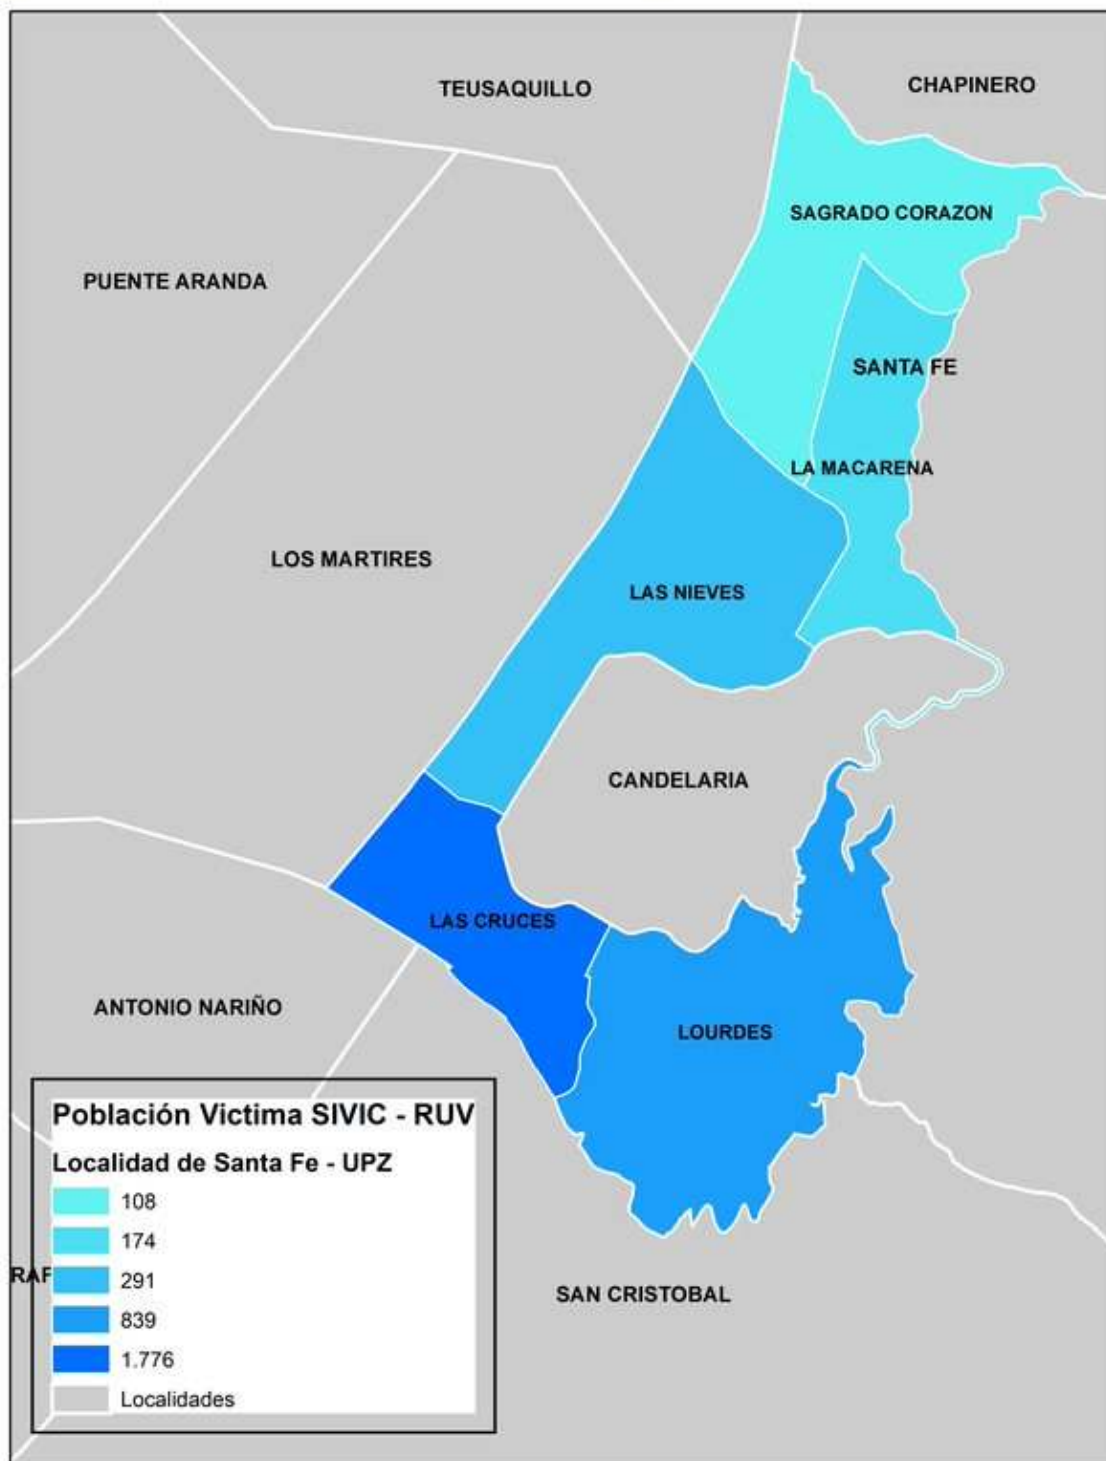 TEUSAQUILLO
CHAPINERO
SAGRADO CORAZON
PUENTE ARANDA
SANTA FE
LA MACARENA
LOS MARTIRES
LAS NIEVES
CANDELARIA
LAS CRUCES
ANTONIO NARIÑO
LOURDES
Población Victima SIVIC - RUV
Localidad de Santa Fe - UPZ
108
174
291
839
1.776
Localidades
RAF
SAN CRISTOBAL